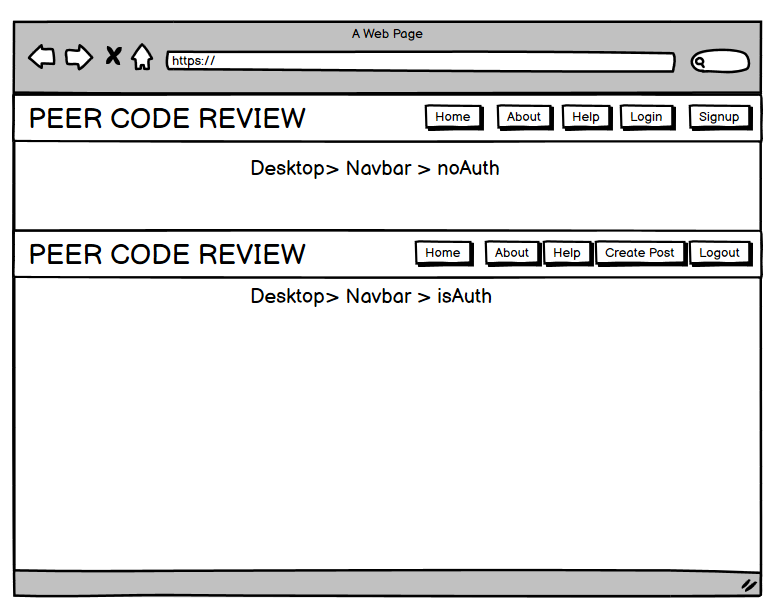 A Web Page
https://
PEER CODE REVIEW Home About Help Login Signup
Desktop> Navbar > noAuth
PEER CODE REVIEW Home About Help Create Post Logout
Desktop> Navbar > isAuth